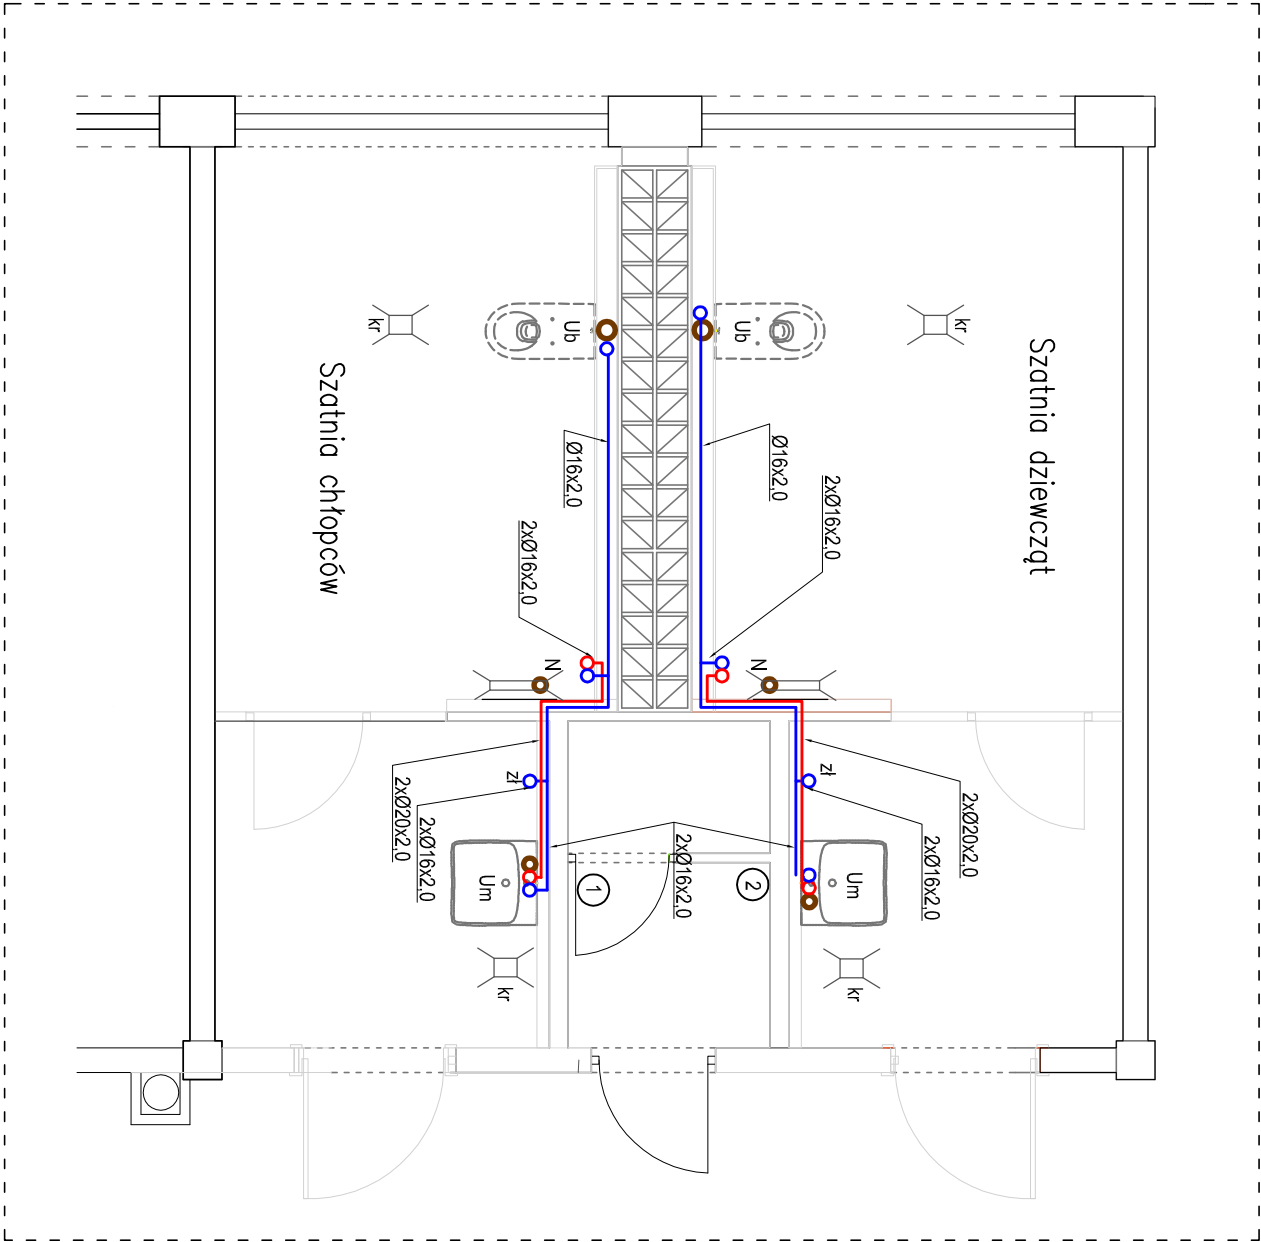 Szatnia dziewcząt
Szatnia chłopców
kr
kr
Ub
Ub
Ø16x2,0
Ø16x2,0
2xØ16x2,0
2xØ16x2,0
N
N
zł
zł
2xØ20x2,0
2xØ16x2,0
2xØ16x2,0
2xØ20x2,0
2xØ16x2,0
Um
Um
1
2
kr
kr